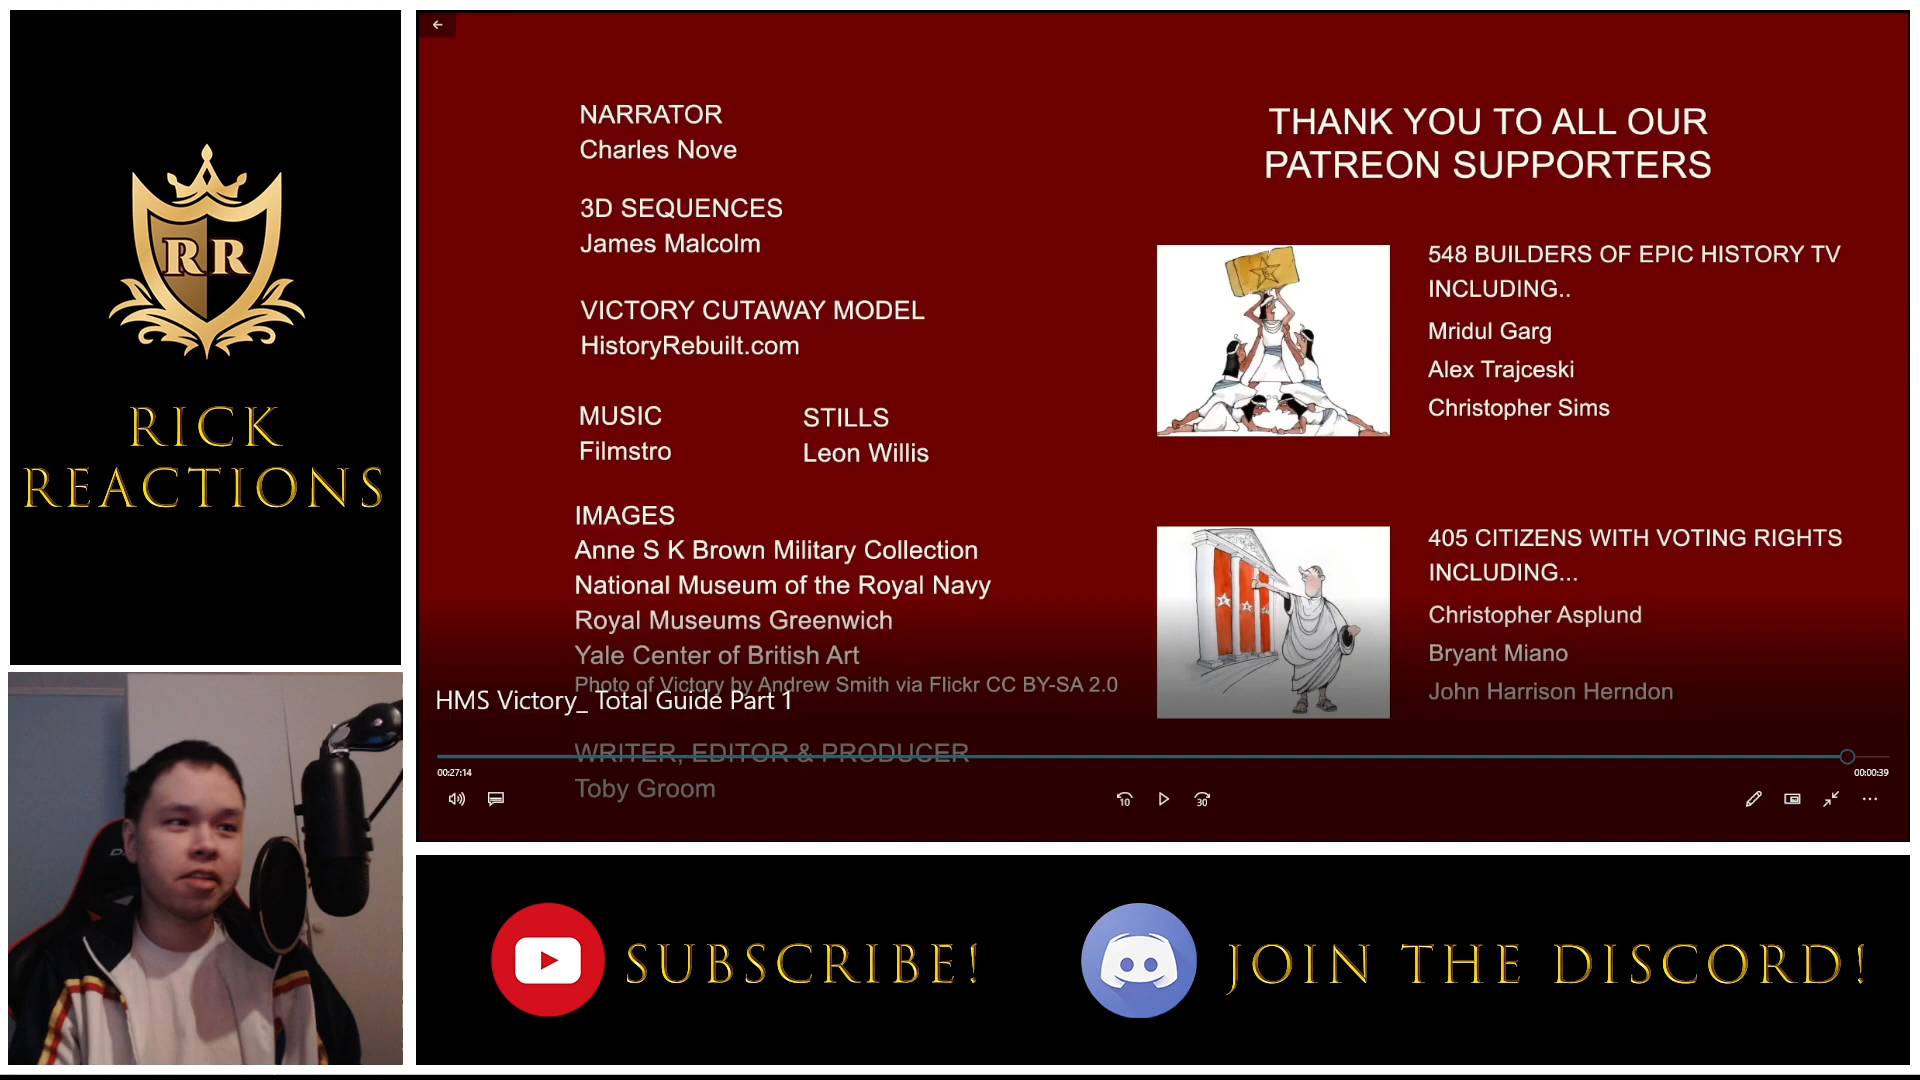 RR
RICK
REACTIONS
NARRATOR
Charles Nove
3D SEQUENCES
James Malcolm
VICTORY CUTAWAY MODEL
HistoryRebuilt.com
MUSIC
Filmstro
STILLS
Leon Willis
IMAGES
Anne S K Brown Military Collection
National Museum of the Royal Navy
Royal Museums Greenwich
Yale Center of British Art
Photo of Victory by Andrew Smith via Flickr CC BY-SA 2.0
HMS Victory_ Total Guide Part 1
WRITER, EDITOR & PRODUCER
Toby Groom
THANK YOU TO ALL OUR
PATREON SUPPORTERS
548 BUILDERS OF EPIC HISTORY TV
INCLUDING..
Mridul Garg
Alex Trajceski
Christopher Sims
405 CITIZENS WITH VOTING RIGHTS
INCLUDING...
Christopher Asplund
Bryant Miano
John Harrison Herndon
00:27:14
00:00:39
10
30
SUBSCRIBE!
JOIN THE DISCORD!